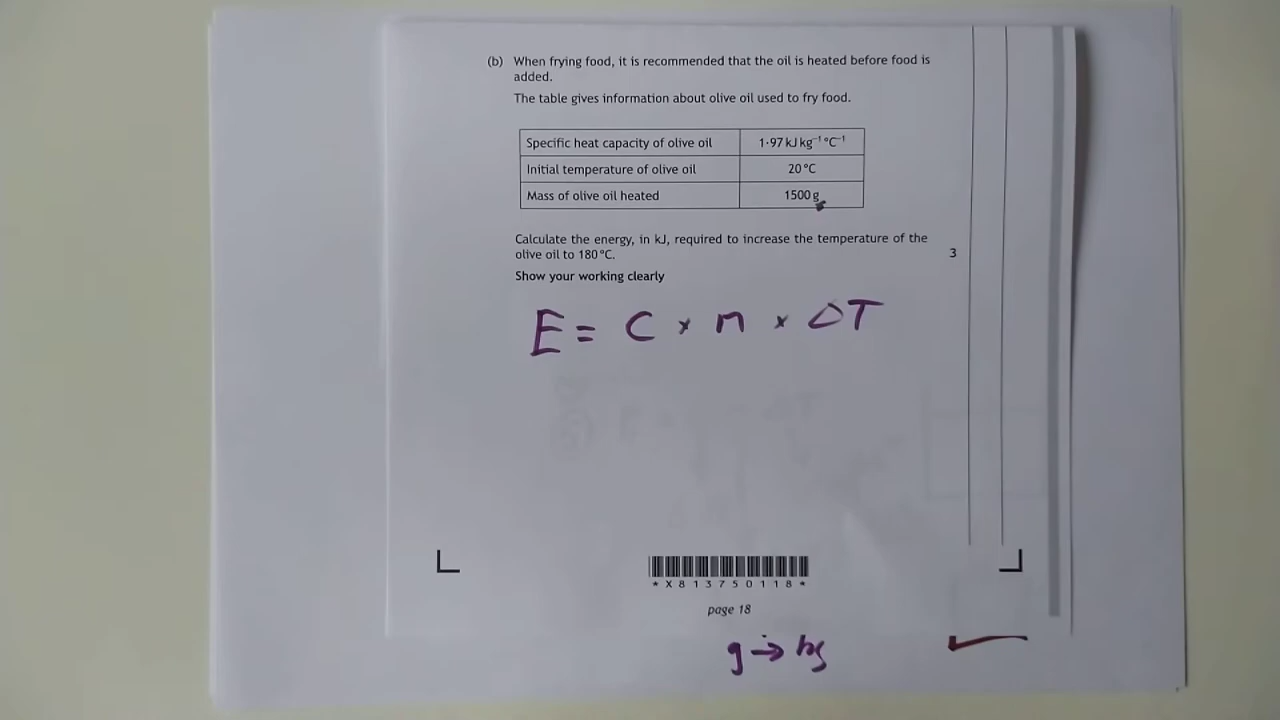 (b) When frying food, it is recommended that the oil is heated before food is
added.
The table gives information about olive oil used to fry food.
Specific heat capacity of olive oil 1·97 kJ kg⁻¹ °C⁻¹
Initial temperature of olive oil 20 °C
Mass of olive oil heated 1500 g
Calculate the energy, in kJ, required to increase the temperature of the
olive oil to 180 °C. 3
Show your working clearly
E = C × m × ΔT
*X813750118*
page 18
g → kg